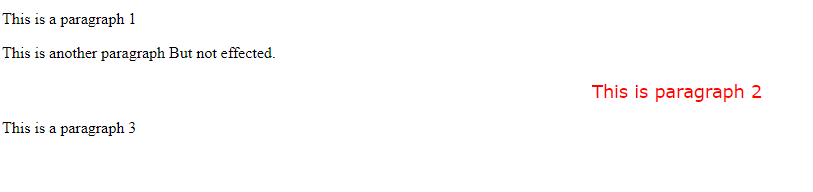 This is a paragraph 1
This is another paragraph But not effected.
This is paragraph 2
This is a paragraph 3